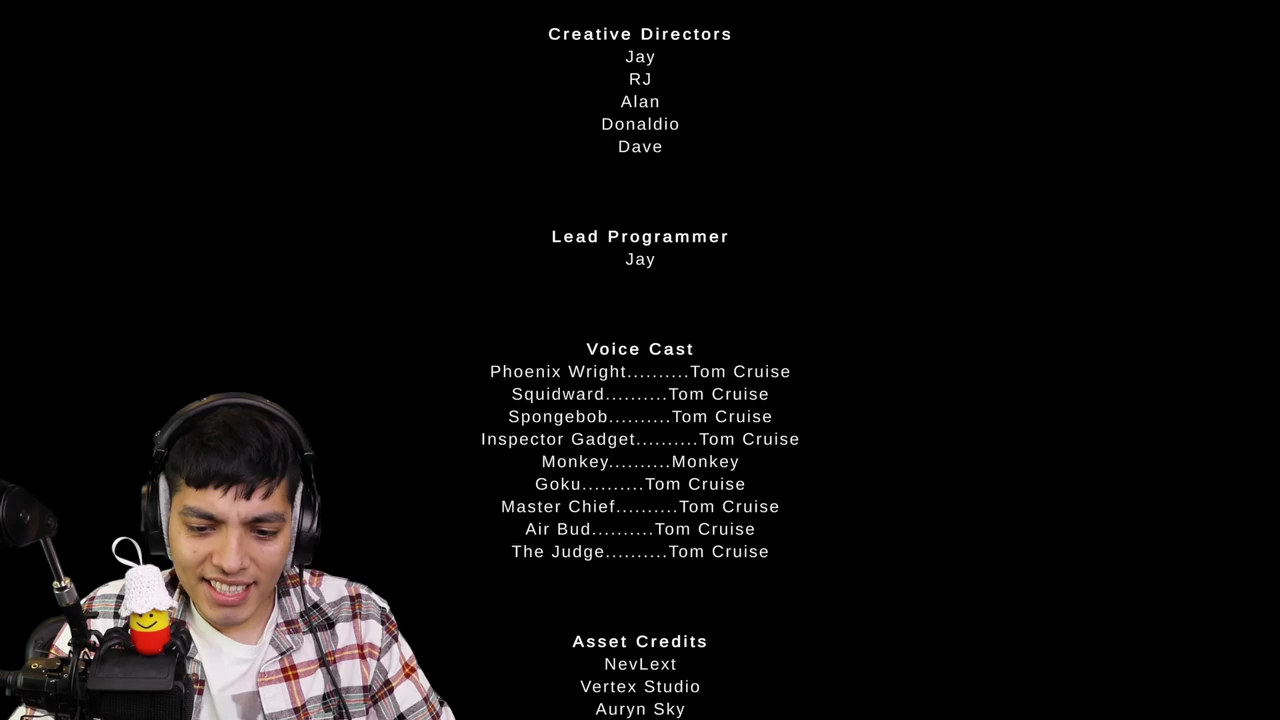 Creative Directors
Jay
RJ
Alan
Donaldio
Dave
Lead Programmer
Jay
Voice Cast
Phoenix Wright..........Tom Cruise
Squidward..........Tom Cruise
Spongebob..........Tom Cruise
Inspector Gadget..........Tom Cruise
Monkey..........Monkey
Goku..........Tom Cruise
Master Chief..........Tom Cruise
Air Bud..........Tom Cruise
The Judge..........Tom Cruise
Asset Credits
NevLext
Vertex Studio
Auryn Sky